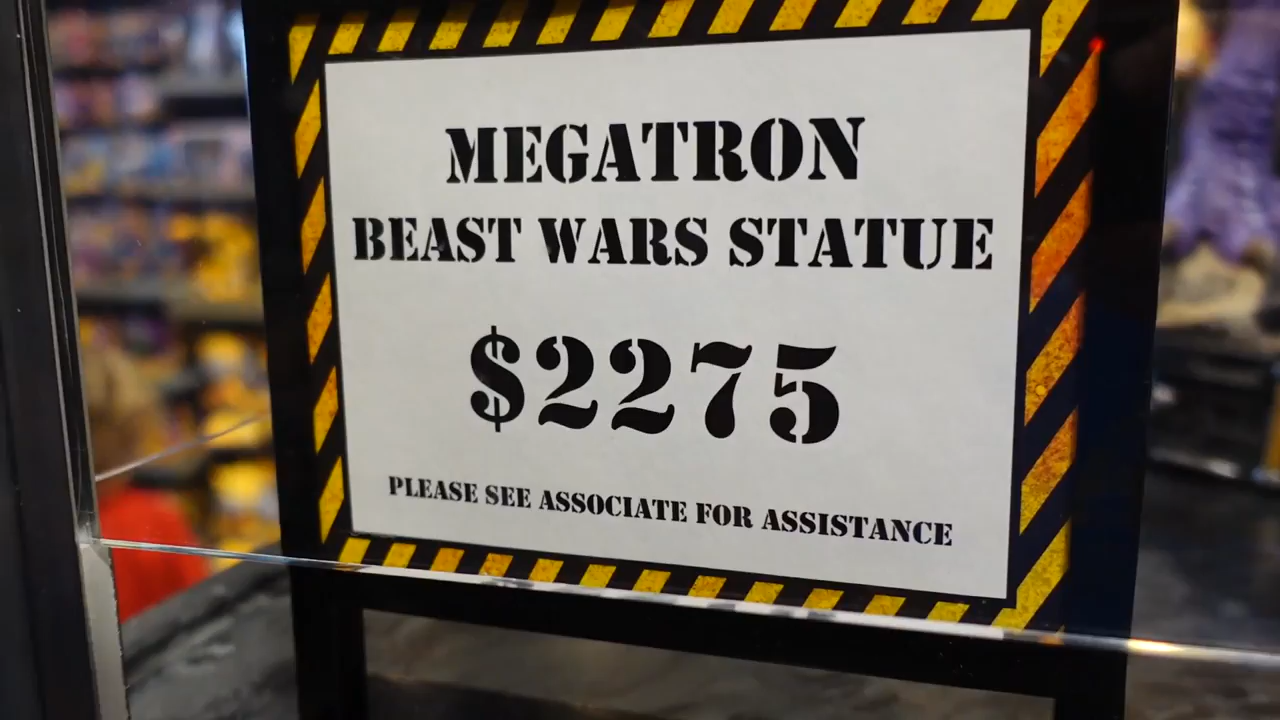 MEGATRON
BEAST WARS STATUE
$2275
PLEASE SEE ASSOCIATE FOR ASSISTANCE